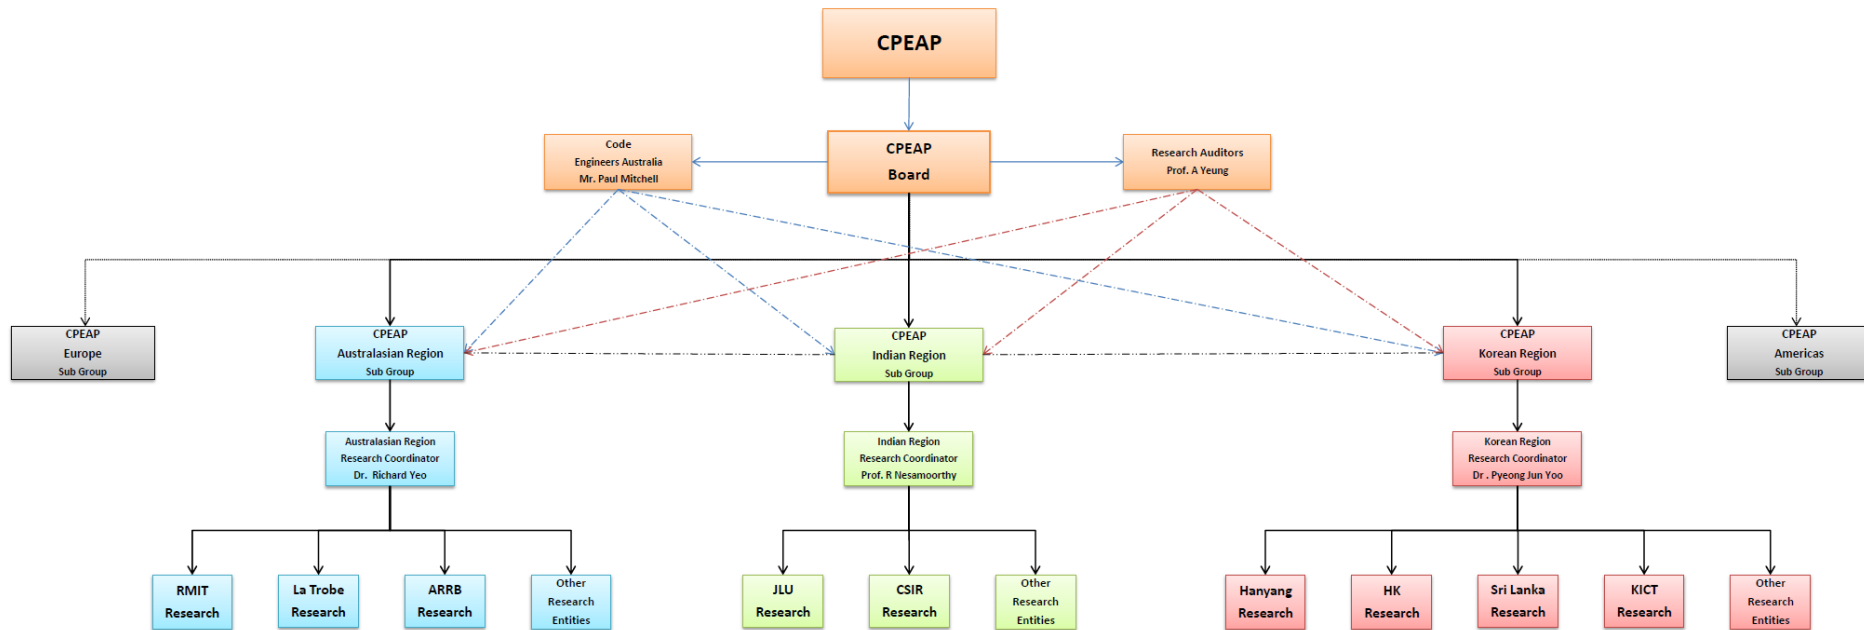 CPEAP
Code
Engineers Australia
Mr. Paul Mitchell
CPEAP
Board
Research Auditors
Prof. A Yeung
CPEAP
Europe
Sub Group
CPEAP
Australasian Region
Sub Group
CPEAP
Indian Region
Sub Group
CPEAP
Korean Region
Sub Group
CPEAP
Americas
Sub Group
Australasian Region
Research Coordinator
Dr. Richard Yeo
Indian Region
Research Coordinator
Prof. R Nesamoorthy
Korean Region
Research Coordinator
Dr . Pyeong Jun Yoo
RMIT
Research
La Trobe
Research
ARRB
Research
Other
Research
Entities
JLU
Research
CSIR
Research
Other
Research
Entities
Hanyang
Research
HK
Research
Sri Lanka
Research
KICT
Research
Other
Research
Entities